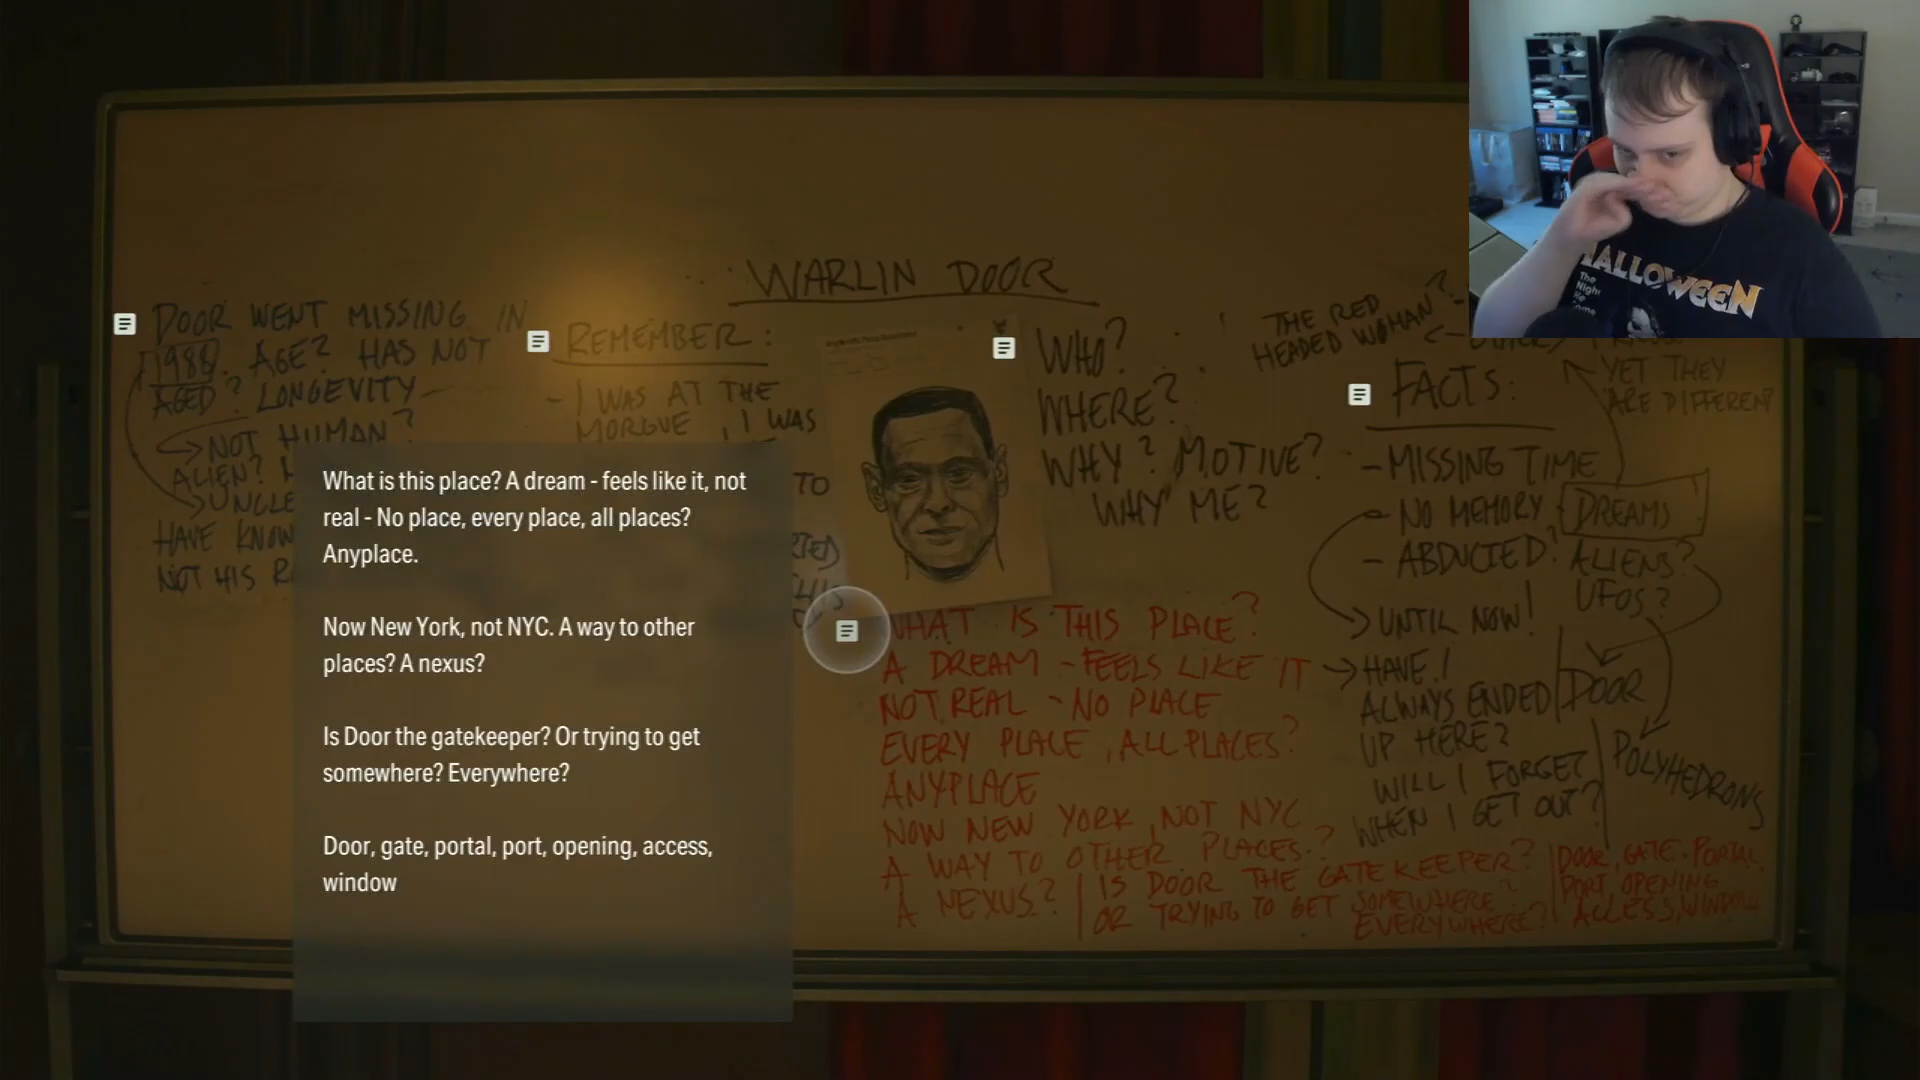 WARLIN DOOR
DOOR WENT MISSING IN
1988. AGE? HAS NOT
AGED? LONGEVITY
NOT HUMAN?
ALIEN?
UNCLE
HAVE KNOW
NOT HIS R
REMEMBER:
- I WAS AT THE
MORGUE, I WAS
TO
WHO?
WHERE?
WHY? MOTIVE?
WHY ME?
THE RED
HEADED WOMAN?
FACTS:
- MISSING TIME
- NO MEMORY - DREAMS
- ABDUCTED? ALIENS?
UFOS?
YET THEY
ARE DIFFERENT
UNTIL NOW!
HAVE I
ALWAYS ENDED
UP HERE?
WILL I FORGET
WHEN I GET OUT?
DOOR
POLYHEDRONS
What is this place? A dream - feels like it, not
real - No place, every place, all places?
Anyplace.
Now New York, not NYC. A way to other
places? A nexus?
Is Door the gatekeeper? Or trying to get
somewhere? Everywhere?
Door, gate, portal, port, opening, access,
window
WHAT IS THIS PLACE?
A DREAM - FEELS LIKE IT
NOT REAL - NO PLACE
EVERY PLACE, ALL PLACES?
ANYPLACE
NOW NEW YORK, NOT NYC
A WAY TO OTHER PLACES?
A NEXUS?
IS DOOR THE GATEKEEPER?
OR TRYING TO GET SOMEWHERE?
EVERYWHERE?
DOOR, GATE, PORTAL,
PORT, OPENING
ACCESS, WINDOW
HALLOWEEN
The
Night
He
Came